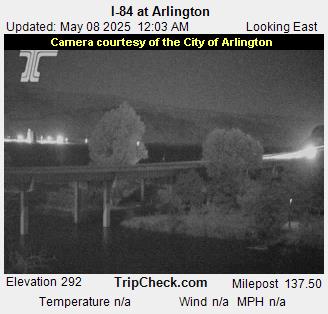 I-84 at Arlington
Updated: May 08 2025 12:03 AM Looking East
Camera courtesy of the City of Arlington
Elevation 292 TripCheck.com Milepost 137.50
Temperature n/a Wind n/a MPH n/a